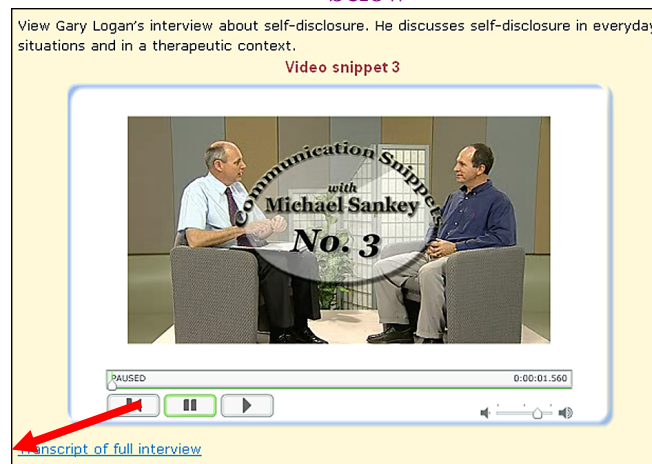 View Gary Logan's interview about self-disclosure. He discusses self-disclosure in everyday
situations and in a therapeutic context.
Video snippet 3
Communication Snippets
with
Michael Sankey
No. 3
PAUSED 0:00:01.560
Transcript of full interview